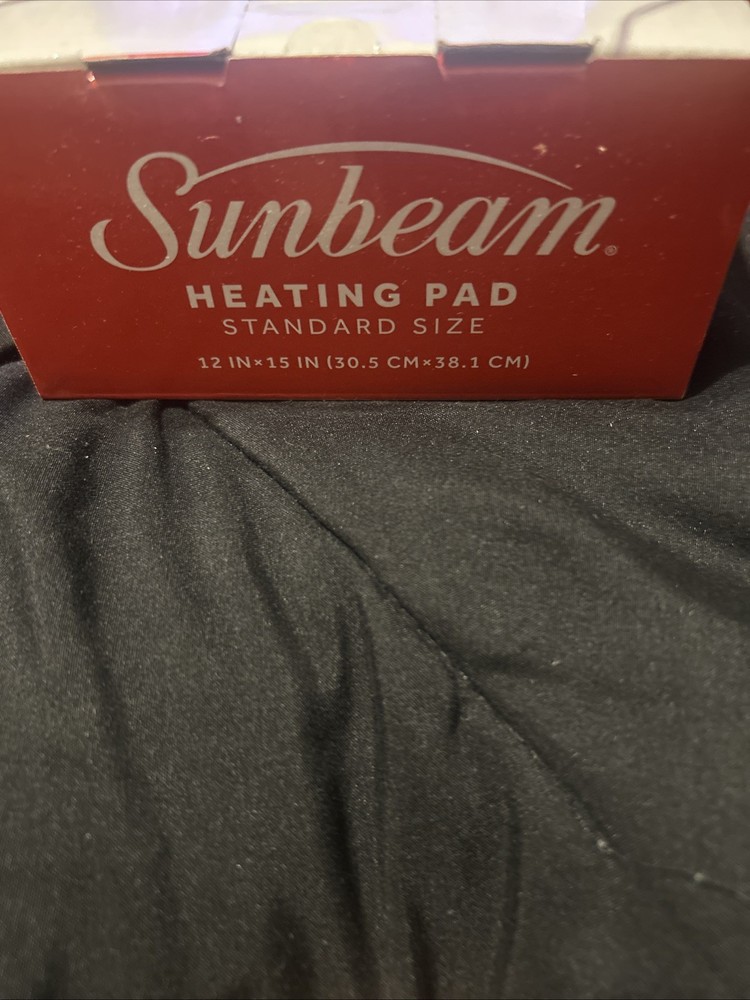 Sunbeam®
HEATING PAD
STANDARD SIZE
12 IN×15 IN (30.5 CM×38.1 CM)